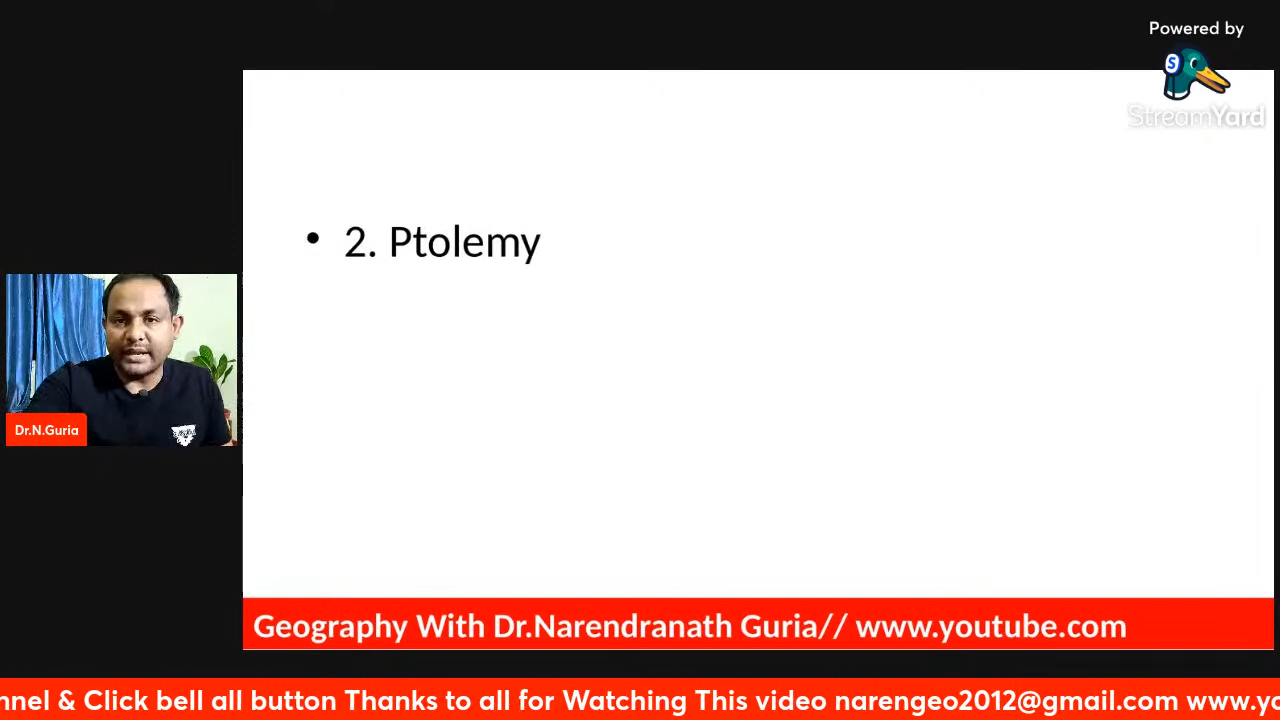 Powered by
S
StreamYard
• 2. Ptolemy
Dr.N.Guria
Geography With Dr.Narendranath Guria// www.youtube.com
nnel & Click bell all button Thanks to all for Watching This video narengeo2012@gmail.com www.yo